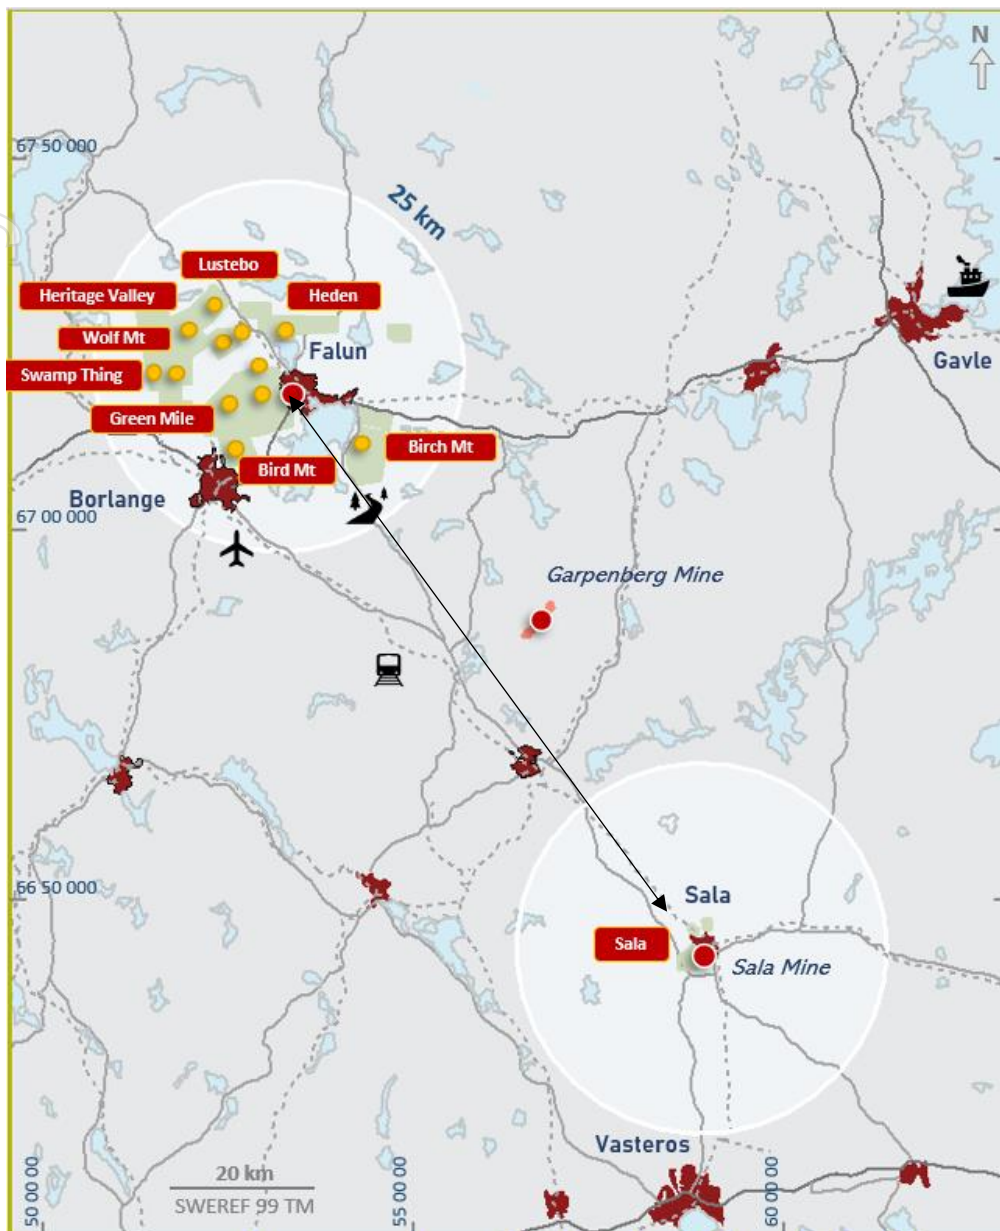 N
67 50 000
25 km
Lustebo
Heritage Valley
Heden
Wolf Mt
Falun
Gavle
Swamp Thing
Green Mile
Birch Mt
Bird Mt
Borlange
67 00 000
Garpenberg Mine
66 50 000
Sala
Sala
Sala Mine
Vasteros
20 km
SWEREF 99 TM
50 00 00
55 00 00
60 00 00